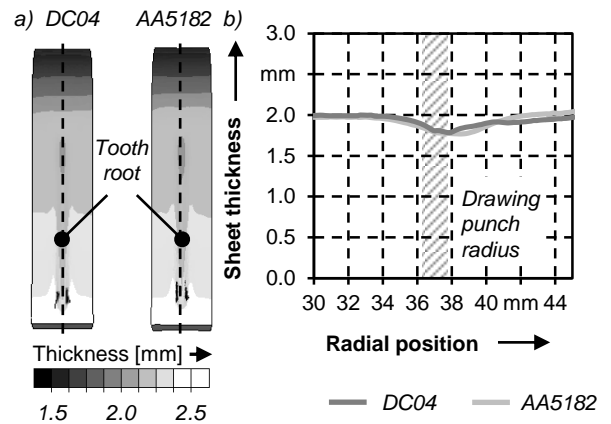 a) DC04 AA5182
Tooth
root
Thickness [mm]
1.5 2.0 2.5
b)
Sheet thickness
3.0
mm
2.0
1.5
1.0
0.5
0.0
30 32 34 36 38 40 mm 44
Drawing
punch
radius
Radial position
DC04 AA5182